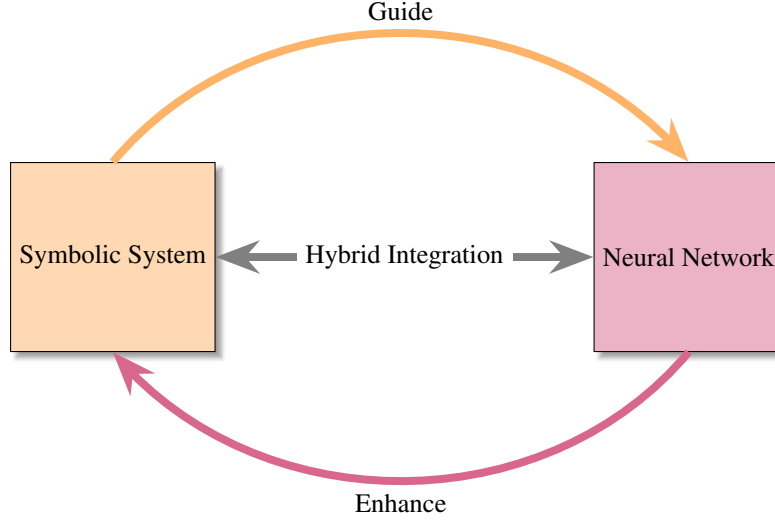 Guide
Symbolic System
Hybrid Integration
Neural Network
Enhance